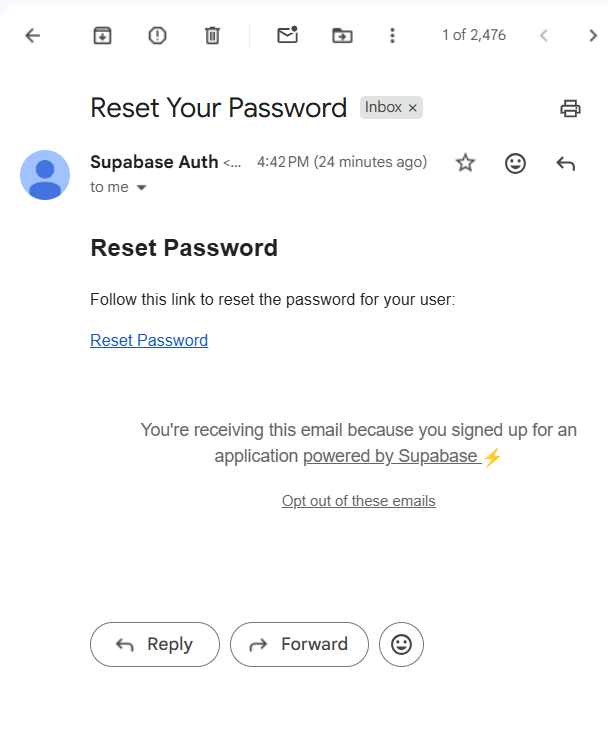 1 of 2,476
Reset Your Password Inbox ×
Supabase Auth <... 4:42 PM (24 minutes ago)
to me
Reset Password
Follow this link to reset the password for your user:
Reset Password
You're receiving this email because you signed up for an
application powered by Supabase ⚡
Opt out of these emails
Reply Forward